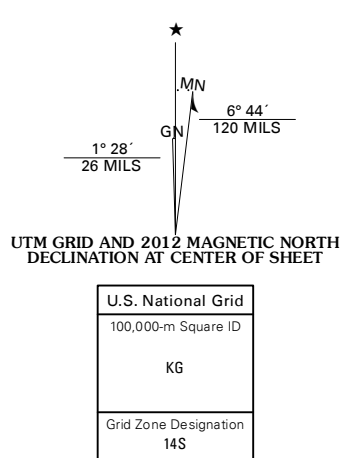 ★
MN
6° 44´
GN
120 MILS
1° 28´
26 MILS
UTM GRID AND 2012 MAGNETIC NORTH
DECLINATION AT CENTER OF SHEET
U.S. National Grid
100,000-m Square ID
KG
Grid Zone Designation
14S